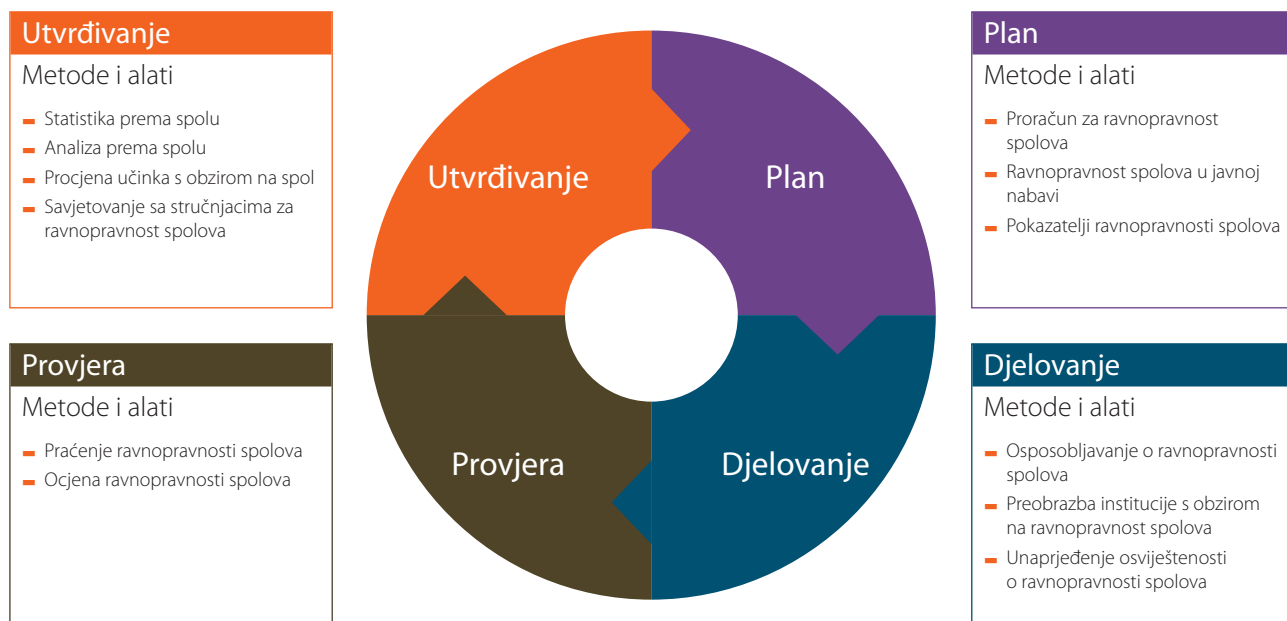 Utvrđivanje
Metode i alati
Statistika prema spolu
Analiza prema spolu
Procjena učinka s obzirom na spol
Savjetovanje sa stručnjacima za
ravnopravnost spolova
Utvrđivanje
Plan
Plan
Metode i alati
Proračun za ravnopravnost
spolova
Ravnopravnost spolova u javnoj
nabavi
Pokazatelji ravnopravnosti spolova
Provjera
Metode i alati
Praćenje ravnopravnosti spolova
Ocjena ravnopravnosti spolova
Provjera
Djelovanje
Djelovanje
Metode i alati
Osposobljavanje o ravnopravnosti
spolova
Preobrazba institucije s obzirom
na ravnopravnost spolova
Unaprjeđenje osviještenosti
o ravnopravnosti spolova